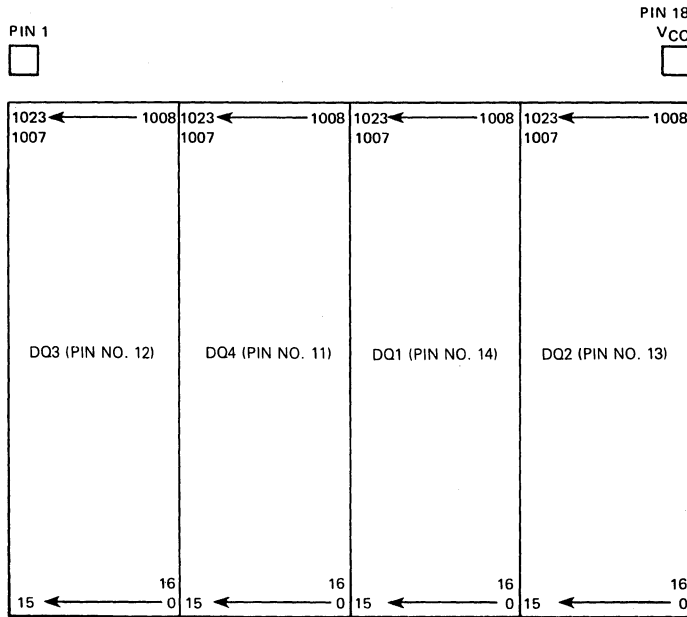 PIN 1
PIN 18
VCC
1023 1008 1023 1008 1023 1008 1023 1008
1007 1007 1007 1007
DQ3 (PIN NO. 12) DQ4 (PIN NO. 11) DQ1 (PIN NO. 14) DQ2 (PIN NO. 13)
16 16 16 16
15 0 15 0 15 0 15 0